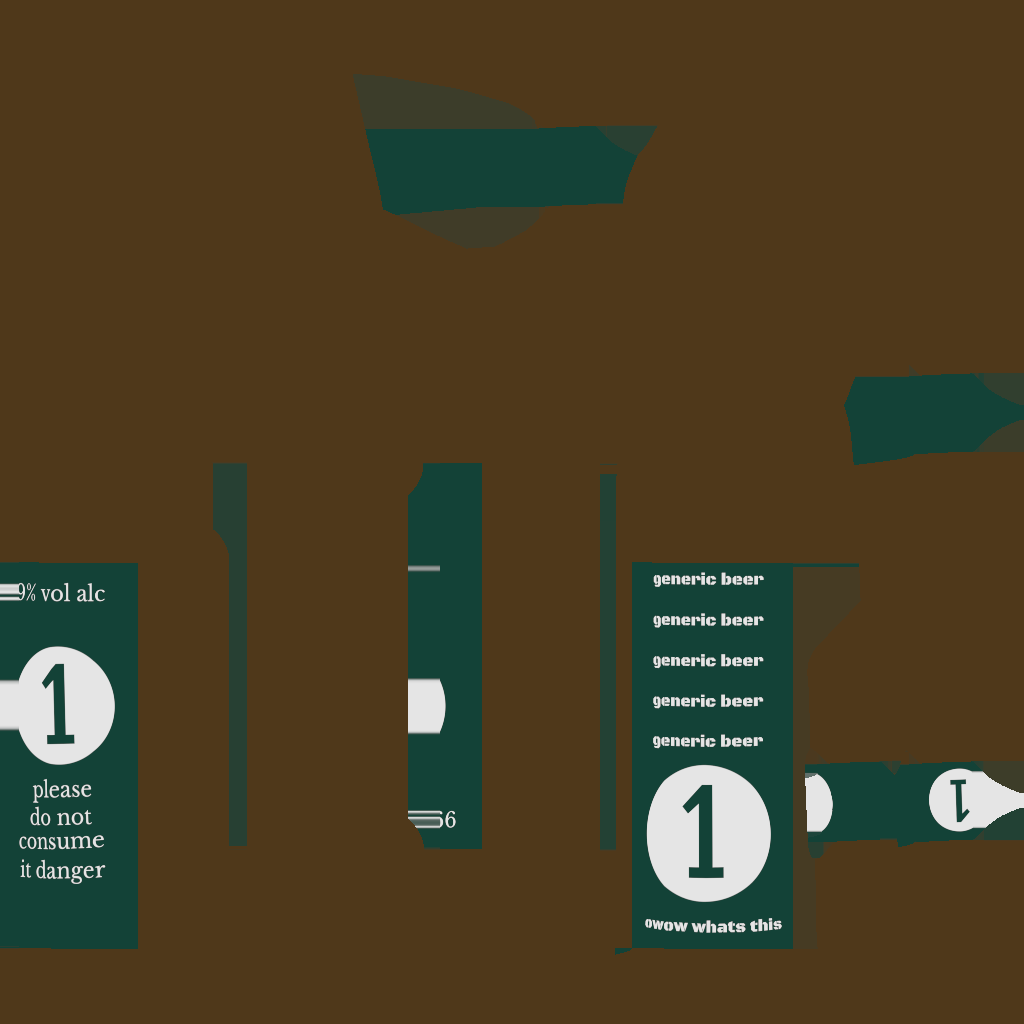 9% vol alc
1
please
do not
consume
it danger
66
generic beer
generic beer
generic beer
generic beer
generic beer
1
owow whats this
1